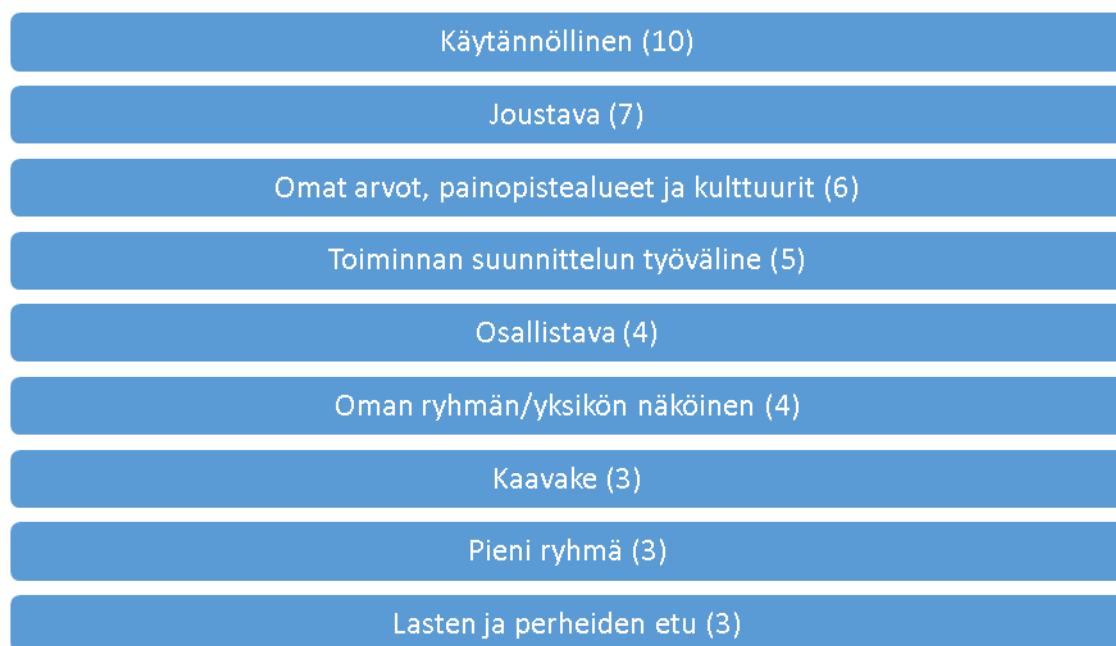 Käytännöllinen (10)
Joustava (7)
Omat arvot, painopistealueet ja kulttuurit (6)
Toiminnan suunnittelun työväline (5)
Osallistava (4)
Oman ryhmän/yksikön näköinen (4)
Kaavake (3)
Pieni ryhmä (3)
Lasten ja perheiden etu (3)